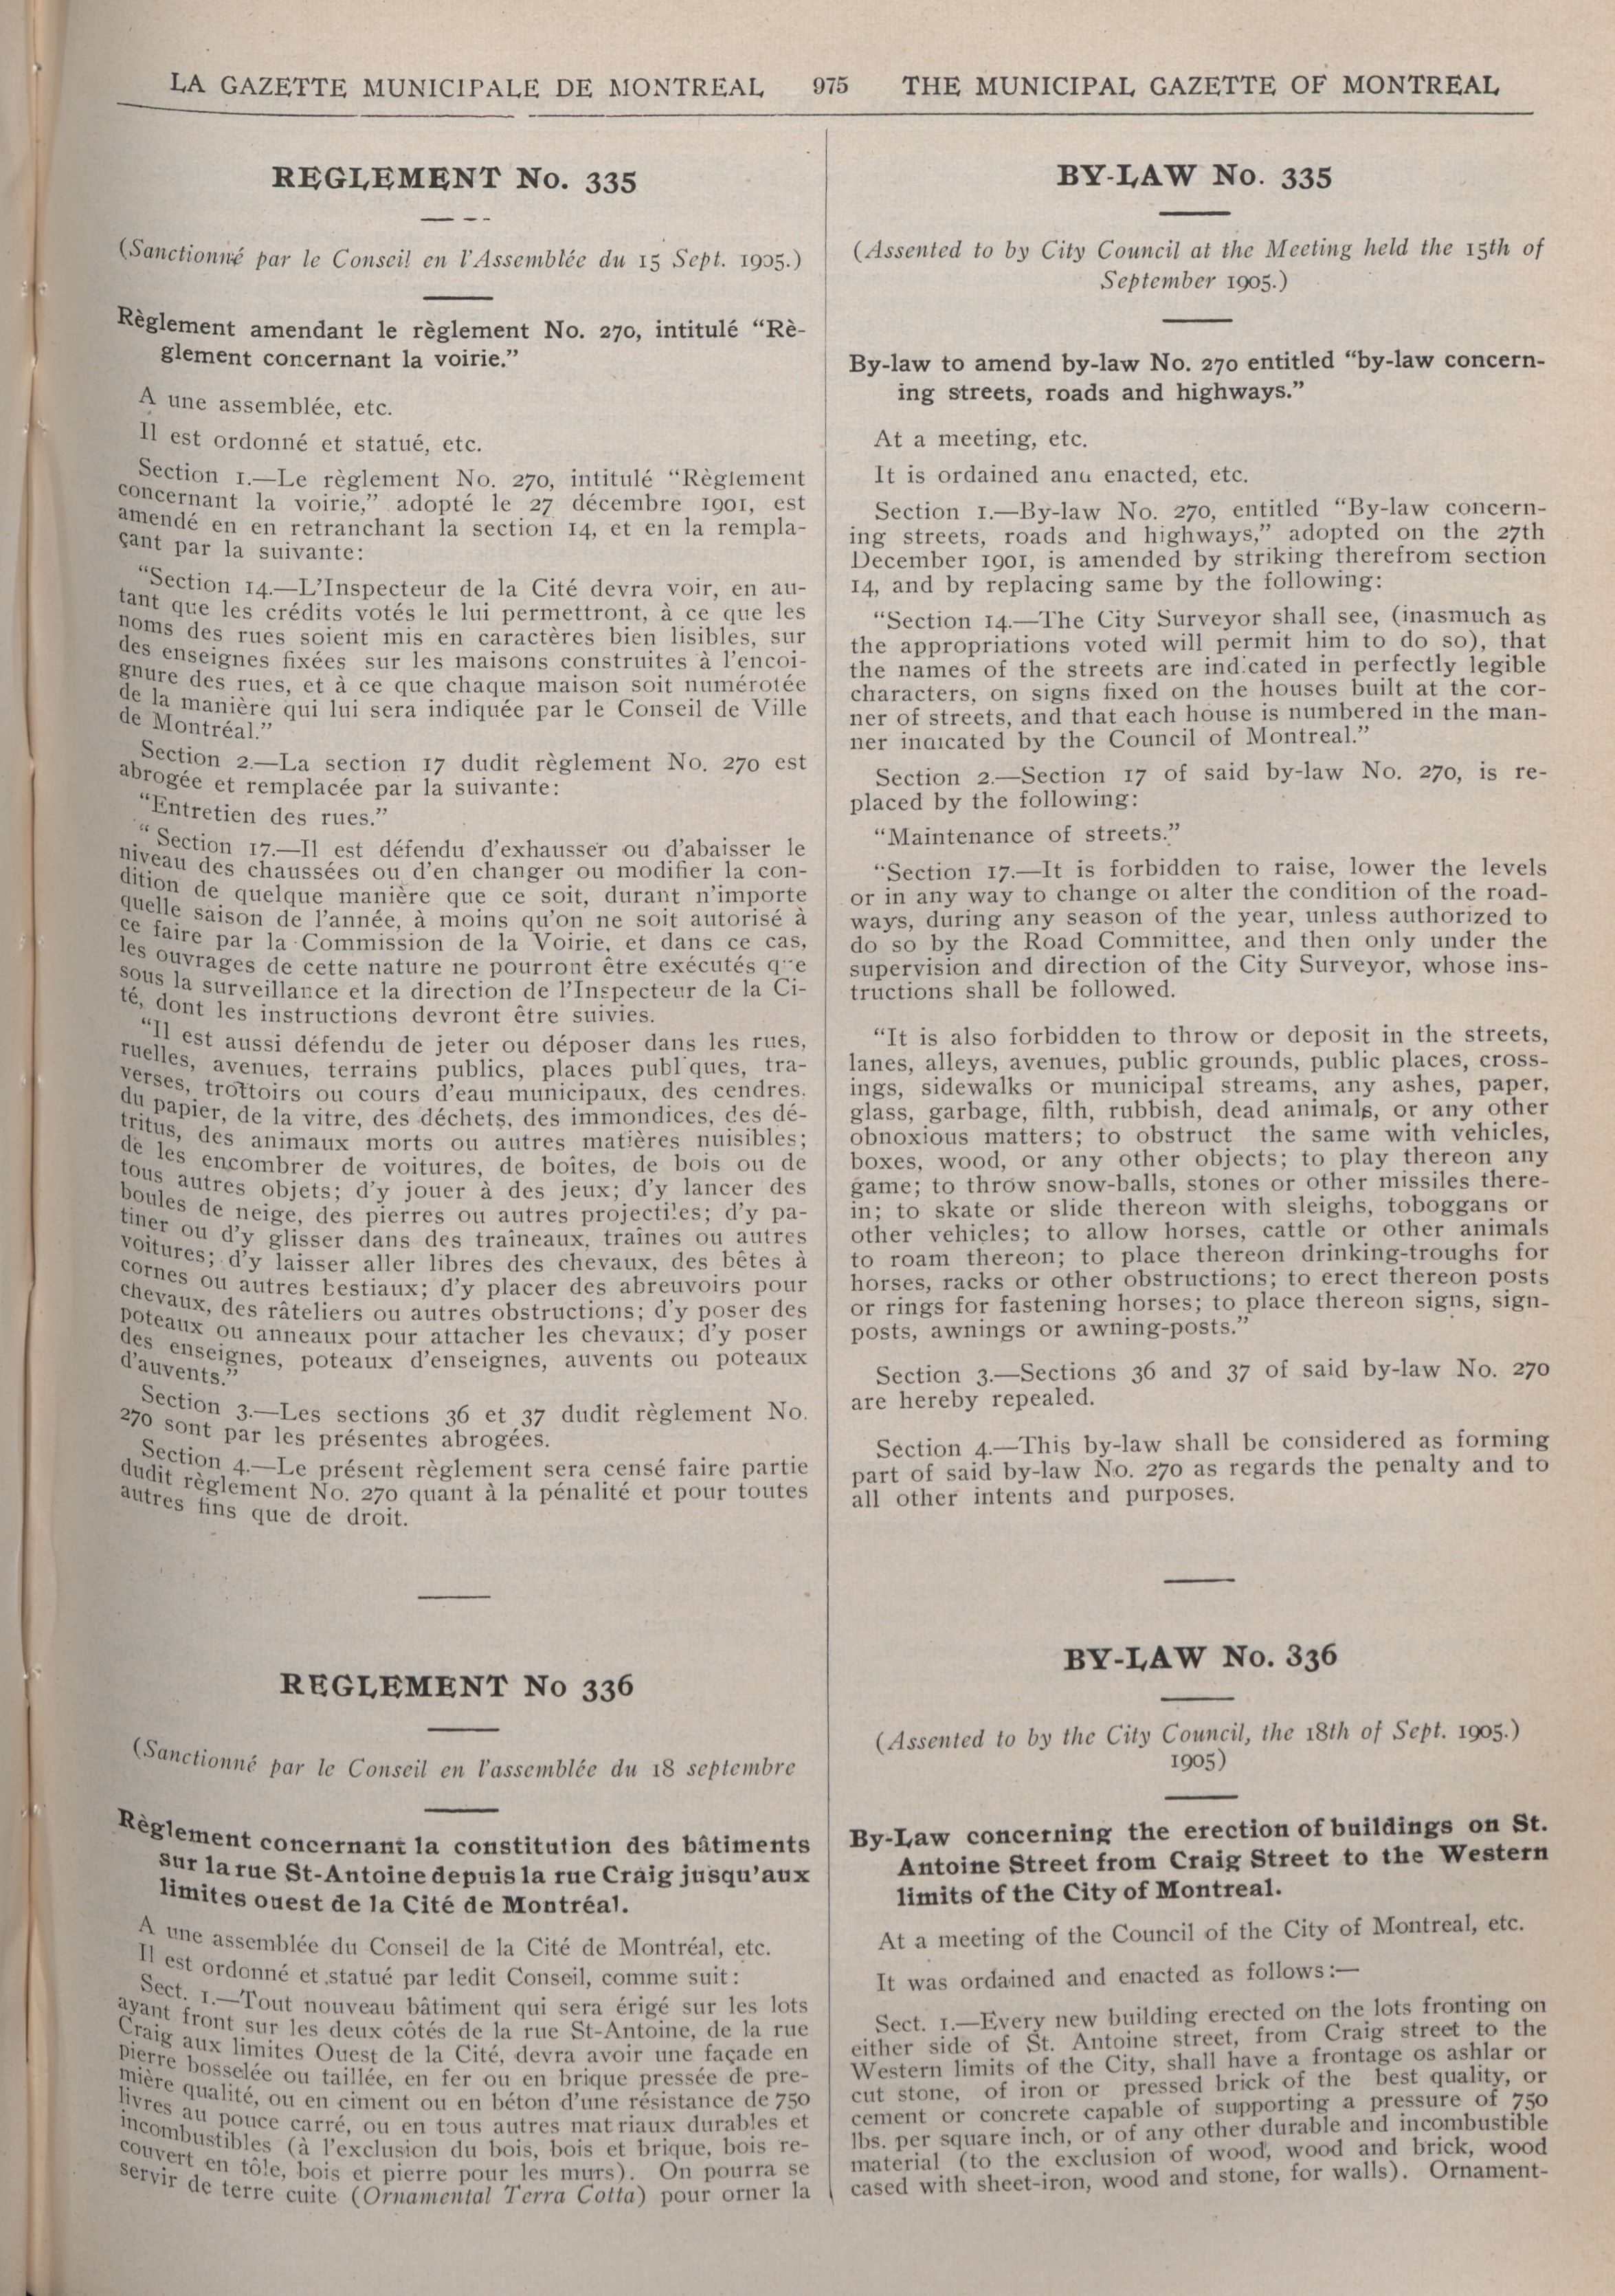 LA GAZETTE MUNICIPALE DE MONTREAL 975 THE MUNICIPAL GAZETTE OF MONTREAL
REGLEMENT No. 335
(Sanctionné par le Conseil en l'Assemblée du 15 Sept. 1905.)
Règlement amendant le règlement No. 270, intitulé "Rè-
glement concernant la voirie."
A une assemblée, etc.
Il est ordonné et statué, etc.
Section 1.—Le règlement No. 270, intitulé "Règlement
concernant la voirie," adopté le 27 décembre 1901, est
amendé en en retranchant la section 14, et en la rempla-
çant par la suivante:
"Section 14.—L'Inspecteur de la Cité devra voir, en au-
tant que les crédits votés le lui permettront, à ce que les
noms des rues soient mis en caractères bien lisibles, sur
des enseignes fixées sur les maisons construites à l'encoi-
gnure des rues, et à ce que chaque maison soit numérotée
de la manière qui lui sera indiquée par le Conseil de Ville
de Montréal."
Section 2.—La section 17 dudit règlement No. 270 est
abrogée et remplacée par la suivante:
"Entretien des rues."
"Section 17.—Il est défendu d'exhausser ou d'abaisser le
niveau des chaussées ou d'en changer ou modifier la con-
dition de quelque manière que ce soit, durant n'importe
quelle saison de l'année, à moins qu'on ne soit autorisé à
ce faire par la Commission de la Voirie, et dans ce cas,
les ouvrages de cette nature ne pourront être exécutés que
sous la surveillance et la direction de l'Inspecteur de la Ci-
té, dont les instructions devront être suivies.
"Il est aussi défendu de jeter ou déposer dans les rues,
ruelles, avenues, terrains publics, places publ ques, tra-
verses, trottoirs ou cours d'eau municipaux, des cendres.
du papier, de la vitre, des déchets, des immondices, des dé-
tritus, des animaux morts ou autres matières nuisibles;
de les encombrer de voitures, de boîtes, de bois ou de
tous autres objets; d'y jouer à des jeux; d'y lancer des
boules de neige, des pierres ou autres projectiles; d'y pa-
tiner ou d'y glisser dans des traîneaux, traînes ou autres
voitures; d'y laisser aller libres des chevaux, des bêtes à
cornes ou autres bestiaux; d'y placer des abreuvoirs pour
chevaux, des râteliers ou autres obstructions; d'y poser des
poteaux ou anneaux pour attacher les chevaux; d'y poser
des enseignes, poteaux d'enseignes, auvents ou poteaux
d'auvents."
Section 3.—Les sections 36 et 37 dudit règlement No.
270 sont par les présentes abrogées.
Section 4.—Le présent règlement sera censé faire partie
dudit règlement No. 270 quant à la pénalité et pour toutes
autres fins que de droit.
REGLEMENT No 336
(Sanctionné par le Conseil en l'assemblée du 18 septembre
Règlement concernant la constitution des bâtiments
sur la rue St-Antoine depuis la rue Craig jusqu'aux
limites ouest de la Cité de Montréal.
A une assemblée du Conseil de la Cité de Montréal, etc.
Il est ordonné et statué par ledit Conseil, comme suit:
Sect. 1.—Tout nouveau bâtiment qui sera érigé sur les lots
ayant front sur les deux côtés de la rue St-Antoine, de la rue
Craig aux limites Ouest de la Cité, devra avoir une façade en
pierre bosselée ou taillée, en fer ou en brique pressée de pre-
mière qualité, ou en ciment ou en béton d'une résistance de 750
livres au pouce carré, ou en tous autres mat riaux durables et
incombustibles (à l'exclusion du bois, bois et brique, bois re-
couvert en tôle, bois et pierre pour les murs). On pourra se
servir de terre cuite (Ornamental Terra Cotta) pour orner la
BY-LAW No. 335
(Assented to by City Council at the Meeting held the 15th of
September 1905.)
By-law to amend by-law No. 270 entitled "by-law concern-
ing streets, roads and highways."
At a meeting, etc.
It is ordained and enacted, etc.
Section 1.—By-law No. 270, entitled "By-law concern-
ing streets, roads and highways," adopted on the 27th
December 1901, is amended by striking therefrom section
14, and by replacing same by the following:
"Section 14.—The City Surveyor shall see, (inasmuch as
the appropriations voted will permit him to do so), that
the names of the streets are indicated in perfectly legible
characters, on signs fixed on the houses built at the cor-
ner of streets, and that each house is numbered in the man-
ner indicated by the Council of Montreal."
Section 2.—Section 17 of said by-law No. 270, is re-
placed by the following:
"Maintenance of streets."
"Section 17.—It is forbidden to raise, lower the levels
or in any way to change or alter the condition of the road-
ways, during any season of the year, unless authorized to
do so by the Road Committee, and then only under the
supervision and direction of the City Surveyor, whose ins-
tructions shall be followed.
"It is also forbidden to throw or deposit in the streets,
lanes, alleys, avenues, public grounds, public places, cross-
ings, sidewalks or municipal streams, any ashes, paper,
glass, garbage, filth, rubbish, dead animals, or any other
obnoxious matters; to obstruct the same with vehicles,
boxes, wood, or any other objects; to play thereon any
game; to throw snow-balls, stones or other missiles there-
in; to skate or slide thereon with sleighs, toboggans or
other vehicles; to allow horses, cattle or other animals
to roam thereon; to place thereon drinking-troughs for
horses, racks or other obstructions; to erect thereon posts
or rings for fastening horses; to place thereon signs, sign-
posts, awnings or awning-posts."
Section 3.—Sections 36 and 37 of said by-law No. 270
are hereby repealed.
Section 4.—This by-law shall be considered as forming
part of said by-law No. 270 as regards the penalty and to
all other intents and purposes.
BY-LAW No. 336
(Assented to by the City Council, the 18th of Sept. 1905.)
1905)
By-Law concerning the erection of buildings on St.
Antoine Street from Craig Street to the Western
limits of the City of Montreal.
At a meeting of the Council of the City of Montreal, etc.
It was ordained and enacted as follows:—
Sect. 1.—Every new building erected on the lots fronting on
either side of St. Antoine street, from Craig street to the
Western limits of the City, shall have a frontage os ashlar or
cut stone, of iron or pressed brick of the best quality, or
cement or concrete capable of supporting a pressure of 750
lbs. per square inch, or of any other durable and incombustible
material (to the exclusion of wood, wood and brick, wood
cased with sheet-iron, wood and stone, for walls). Ornament-